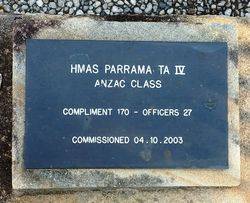 HMAS PARRAMA TA IV
ANZAC CLASS
COMPLIMENT 170 - OFFICERS 27
COMMISSIONED 04.10.2003